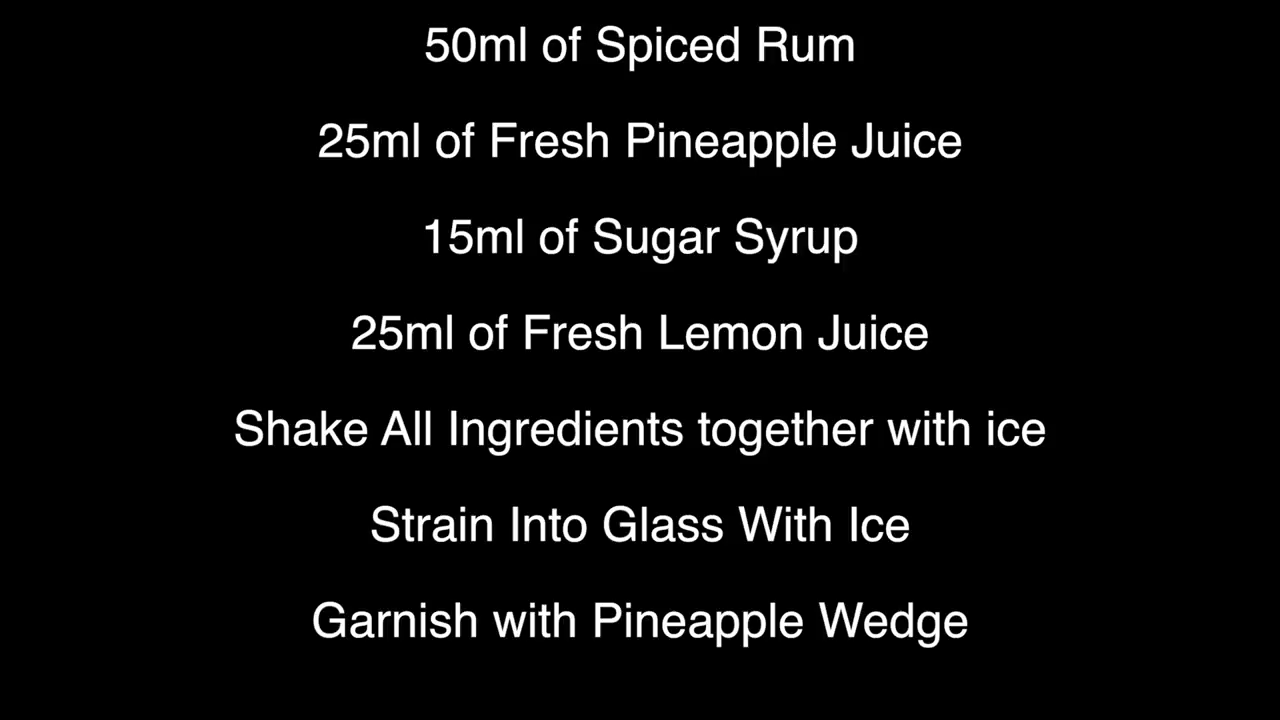 50ml of Spiced Rum
25ml of Fresh Pineapple Juice
15ml of Sugar Syrup
25ml of Fresh Lemon Juice
Shake All Ingredients together with ice
Strain Into Glass With Ice
Garnish with Pineapple Wedge